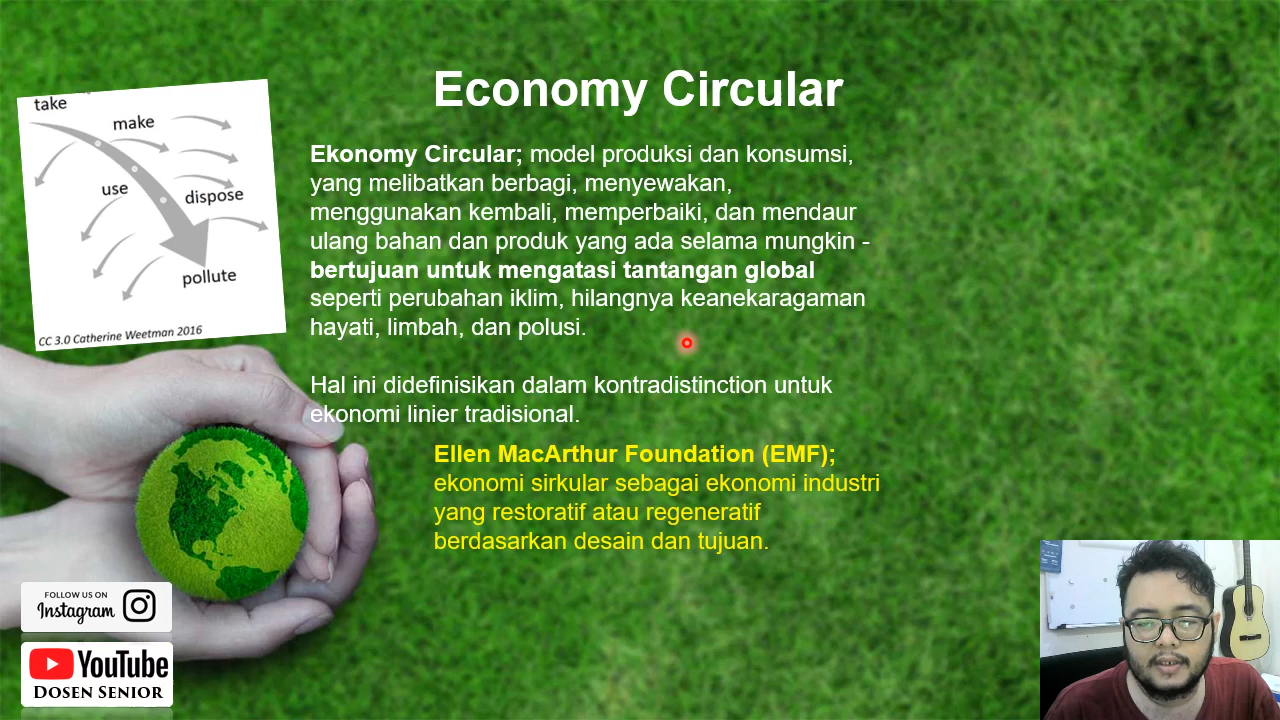 Economy Circular
take
make
use
dispose
pollute
CC 3.0 Catherine Weetman 2016
Ekonomy Circular; model produksi dan konsumsi,
yang melibatkan berbagi, menyewakan,
menggunakan kembali, memperbaiki, dan mendaur
ulang bahan dan produk yang ada selama mungkin -
bertujuan untuk mengatasi tantangan global
seperti perubahan iklim, hilangnya keanekaragaman
hayati, limbah, dan polusi.
Hal ini didefinisikan dalam kontradistinction untuk
ekonomi linier tradisional.
Ellen MacArthur Foundation (EMF);
ekonomi sirkular sebagai ekonomi industri
yang restoratif atau regeneratif
berdasarkan desain dan tujuan.
FOLLOW US ON
Instagram
YouTube
DOSEN SENIOR